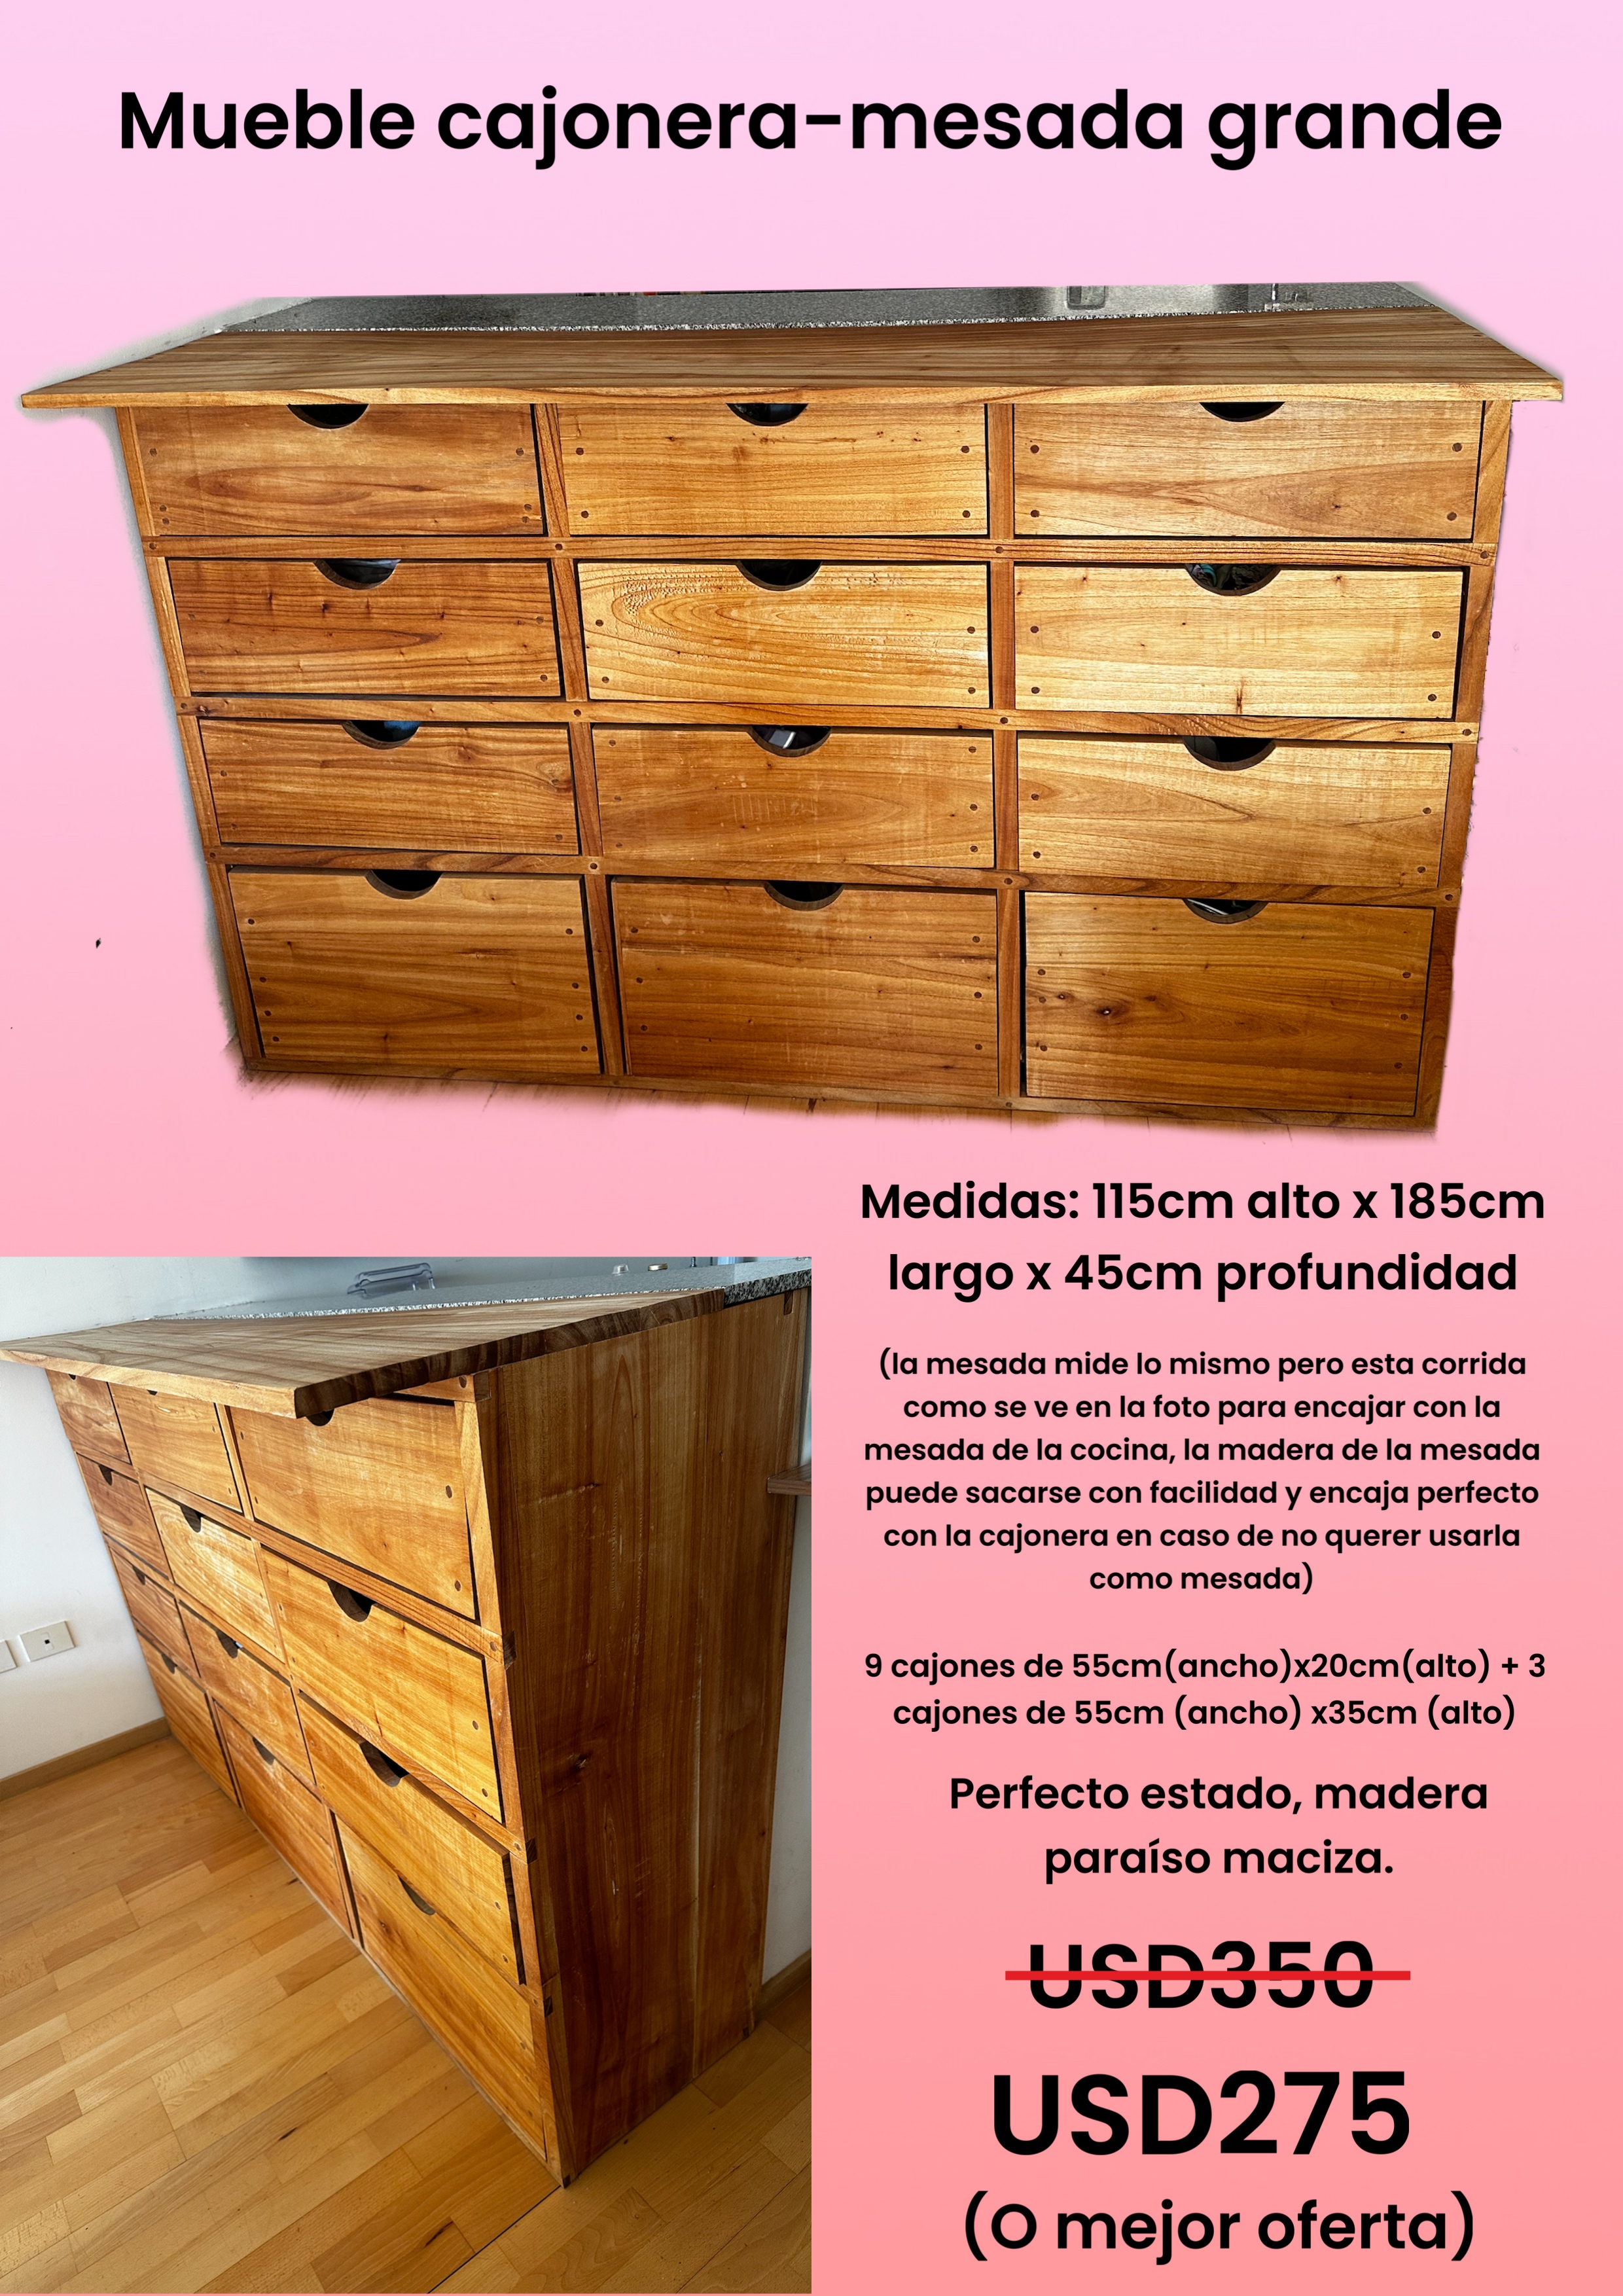 Mueble cajonera-mesada grande
Medidas: 115cm alto x 185cm
largo x 45cm profundidad
(la mesada mide lo mismo pero esta corrida
como se ve en la foto para encajar con la
mesada de la cocina, la madera de la mesada
puede sacarse con facilidad y encaja perfecto
con la cajonera en caso de no querer usarla
como mesada)
9 cajones de 55cm(ancho)x20cm(alto) + 3
cajones de 55cm (ancho) x35cm (alto)
Perfecto estado, madera
paraíso maciza.
USD350
USD275
(O mejor oferta)